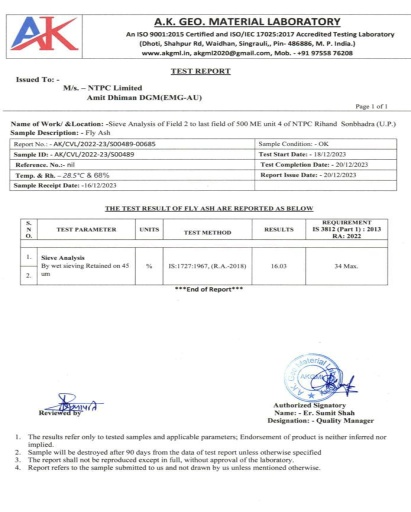 AK
A.K. GEO. MATERIAL LABORATORY
An ISO 9001:2015 Certified and ISO/IEC 17025:2017 Accredited Testing Laboratory
(Dhoti, Shahpur Rd, Waidhan, Singrauli,, Pin- 486886, M. P. India.)
www.akgml.in, akgml2020@gmail.com, Mob. - +91 97558 76208
TEST REPORT
Issued To: -
M/s. – NTPC Limited
Amit Dhiman DGM(EMG-AU)
Page 1 of 1
Name of Work/ &Location: -Sieve Analysis of Field 2 to last field of 500 ME unit 4 of NTPC Rihand Sonbhadra (U.P.)
Sample Description: - Fly Ash
Report No.: - AK/CVL/2022-23/S00489-00685 Sample Condition: - OK
Sample ID: - AK/CVL/2022-23/S00489 Test Start Date: - 18/12/2023
Reference. No.:- nil Test Completion Date: - 20/12/2023
Temp. & Rh. – 28.5°C & 68% Report Issue Date: - 20/12/2023
Sample Receipt Date: -16/12/2023
THE TEST RESULT OF FLY ASH ARE REPORTED AS BELOW
S. N O. TEST PARAMETER UNITS TEST METHOD RESULTS REQUIREMENT IS 3812 (Part 1) : 2013 RA: 2022
1. Sieve Analysis
2. By wet sieving Retained on 45 um % IS:1727:1967, (R.A.-2018) 16.03 34 Max.
***End of Report***
Reviewed by
Authorized Signatory
Name: - Er. Sumit Shah
Designation: - Quality Manager
1. The results refer only to tested samples and applicable parameters; Endorsement of product is neither inferred nor
implied.
2. Sample will be destroyed after 90 days from the data of test report unless otherwise specified
3. The report shall not be reproduced except in full, without approval of the laboratory.
4. Report refers to the sample submitted to us and not drawn by us unless mentioned otherwise.